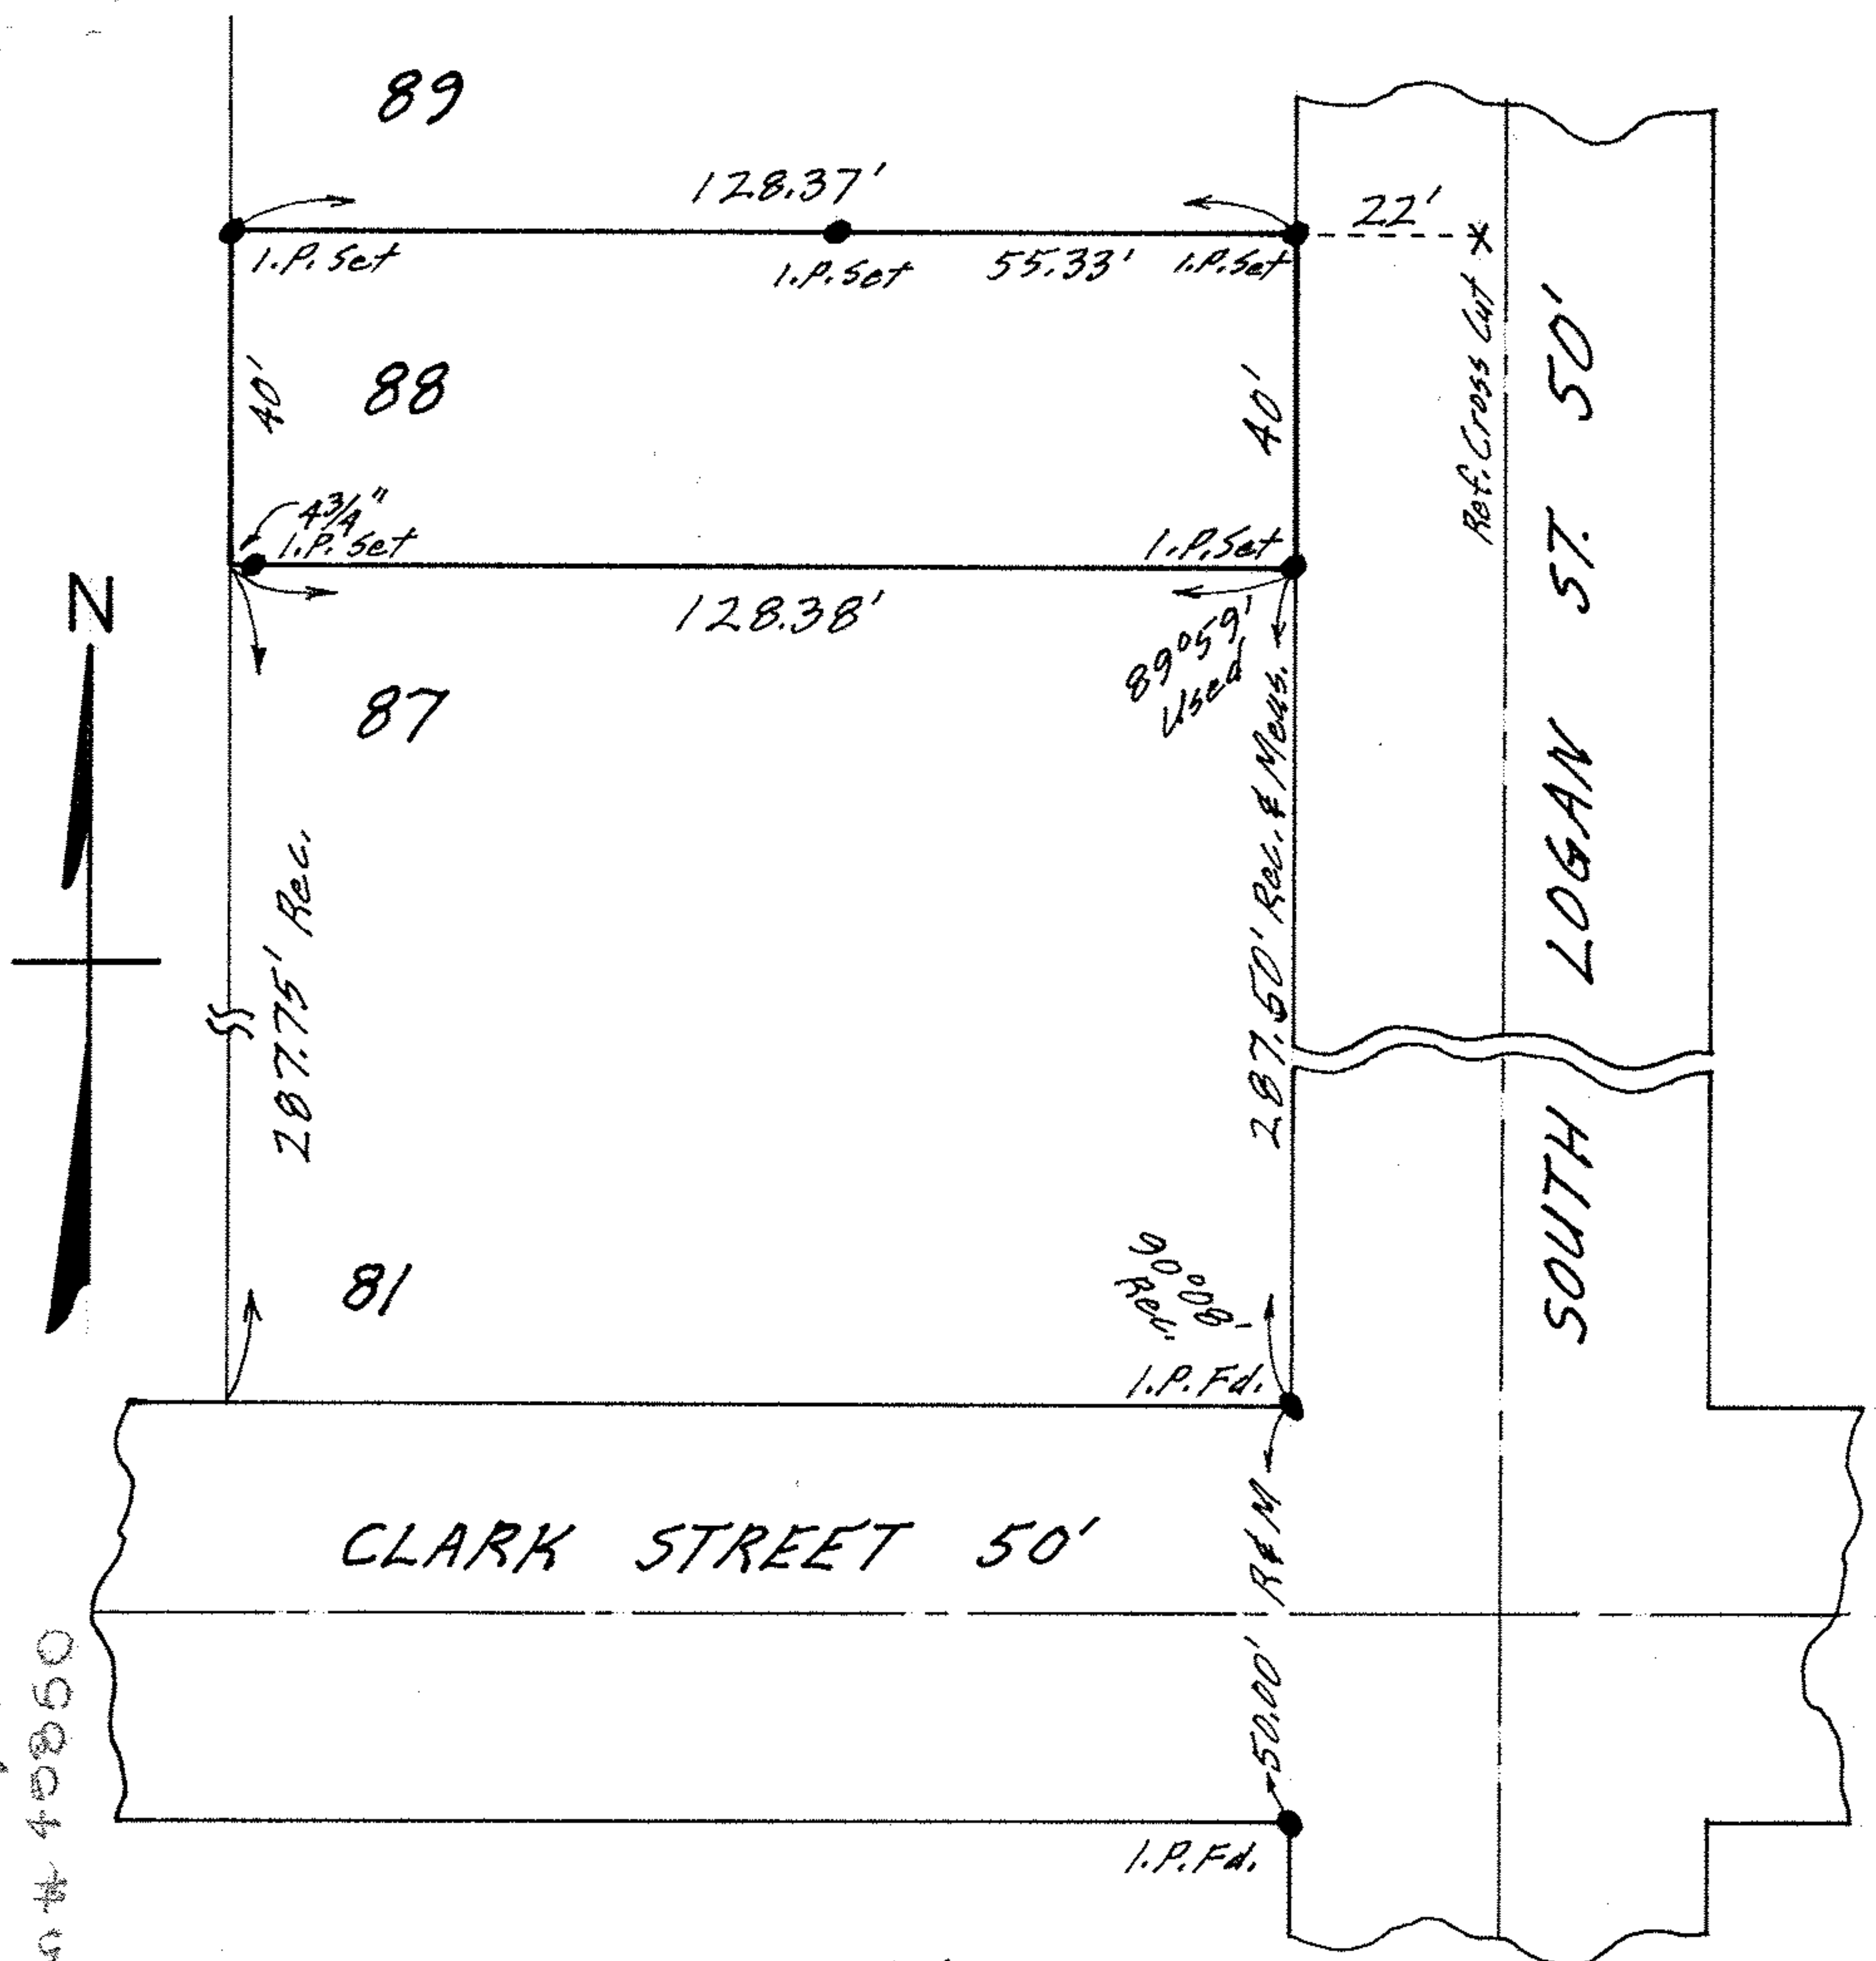 89
128.37'
22'
I.P. Set
I.P. Set
55.33'
I.P. Set
Ref. Cross Cut
40'
88
40'
4 3/4"
I.P. Set
I.P. Set
128.38'
89°59'
Used
N
87
287.75' Rec.
287.50' Rec. & Meas.
SOUTH LOGAN ST. 50'
81
90°08'
Rec.
I.P. Fd.
CLARK STREET 50'
50.00' R & M
I.P. Fd.
# 45850